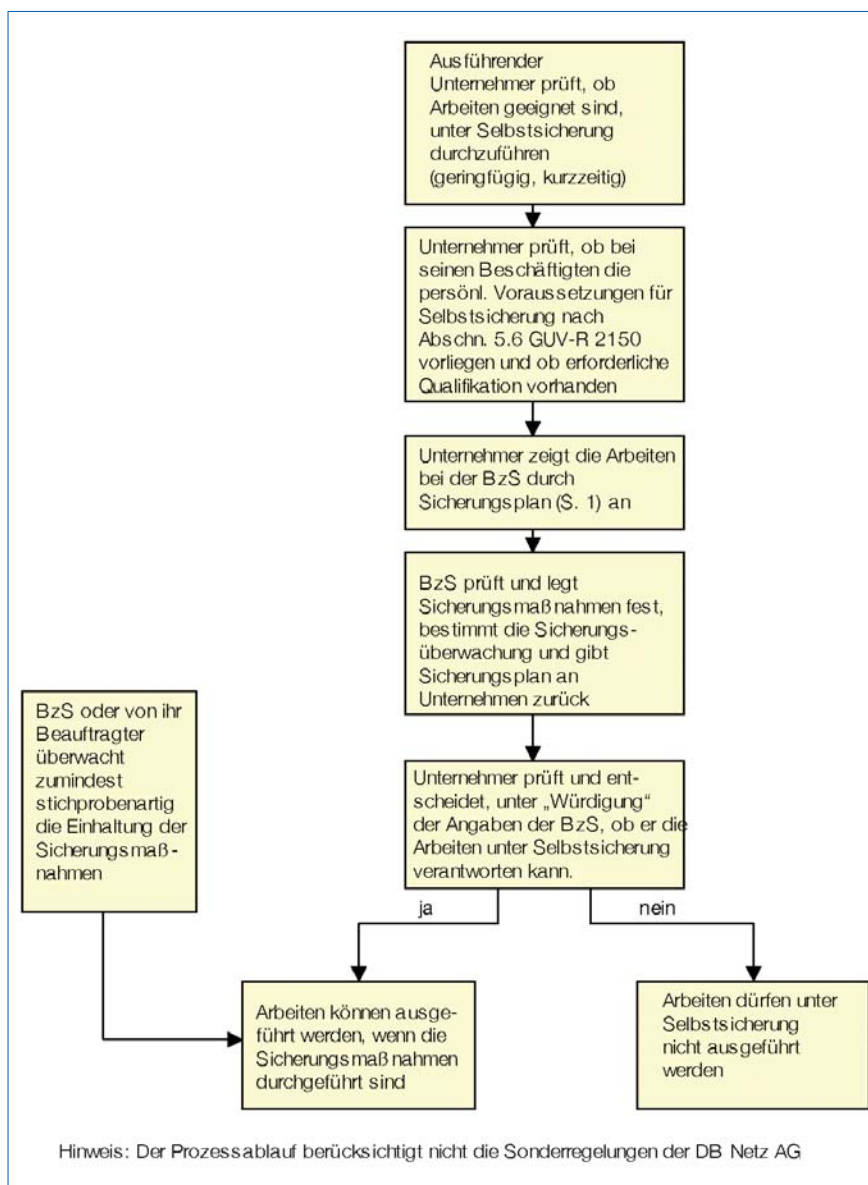 Ausführender
Unternehmer prüft, ob
Arbeiten geeignet sind,
unter Selbstsicherung
durchzuführen
(geringfügig, kurzzeitig)
Unternehmer prüft, ob bei
seinen Beschäftigten die
persönl. Voraussetzungen für
Selbstsicherung nach
Abschn. 5.6 GUV-R 2150
vorliegen und ob erforderliche
Qualifikation vorhanden
Unternehmer zeigt die Arbeiten
bei der BzS durch
Sicherungsplan (S. 1) an
BzS prüft und legt
Sicherungsmaßnahmen fest,
bestimmt die Sicherungs-
überwachung und gibt
Sicherungsplan an
Unternehmen zurück
BzS oder von ihr
Beauftragter
überwacht
zumindest
stichprobenartig
die Einhaltung der
Sicherungsmaß-
nahmen
Unternehmer prüft und ent-
scheidet, unter „Würdigung“
der Angaben der BzS, ob er die
Arbeiten unter Selbstsicherung
verantworten kann.
ja
nein
Arbeiten können ausge-
führt werden, wenn die
Sicherungsmaßnahmen
durchgeführt sind
Arbeiten dürfen unter
Selbstsicherung
nicht ausgeführt
werden
Hinweis: Der Prozessablauf berücksichtigt nicht die Sonderregelungen der DB Netz AG